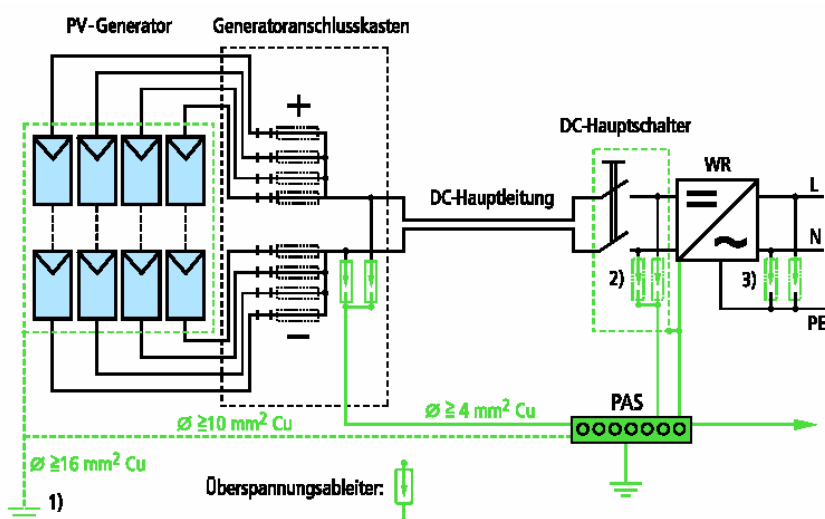 PV-Generator
Generatoranschlusskasten
DC-Hauptschalter
+
WR
L
DC-Hauptleitung
N
2)
3)
−
PE
PAS
Ø ≧10 mm² Cu
Ø ≧ 4 mm² Cu
Ø ≧16 mm² Cu
1)
Überspannungsableiter: